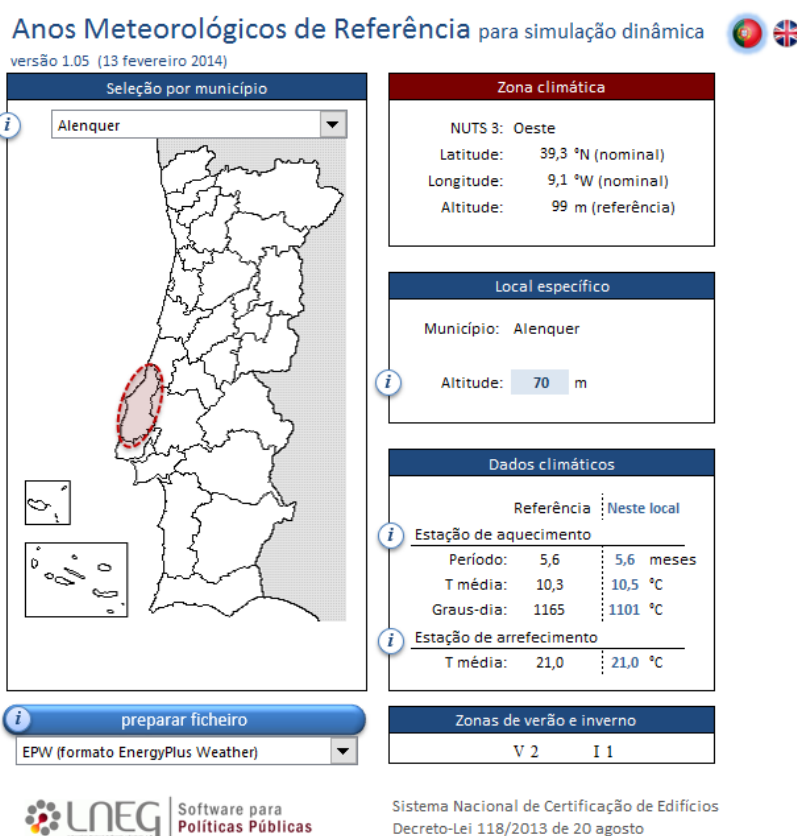 Anos Meteorológicos de Referência para simulação dinâmica
versão 1.05 (13 fevereiro 2014)
Seleção por município
i
Alenquer
Zona climática
NUTS 3: Oeste
Latitude: 39,3 °N (nominal)
Longitude: 9,1 °W (nominal)
Altitude: 99 m (referência)
Local específico
Município: Alenquer
i
Altitude: 70 m
Dados climáticos
Referência Neste local
i
Estação de aquecimento
Período: 5,6 5,6 meses
T média: 10,3 10,5 °C
Graus-dia: 1165 1101 °C
i
Estação de arrefecimento
T média: 21,0 21,0 °C
i
preparar ficheiro
EPW (formato EnergyPlus Weather)
Zonas de verão e inverno
V 2 I 1
LNEG
Software para
Políticas Públicas
Sistema Nacional de Certificação de Edifícios
Decreto-Lei 118/2013 de 20 agosto